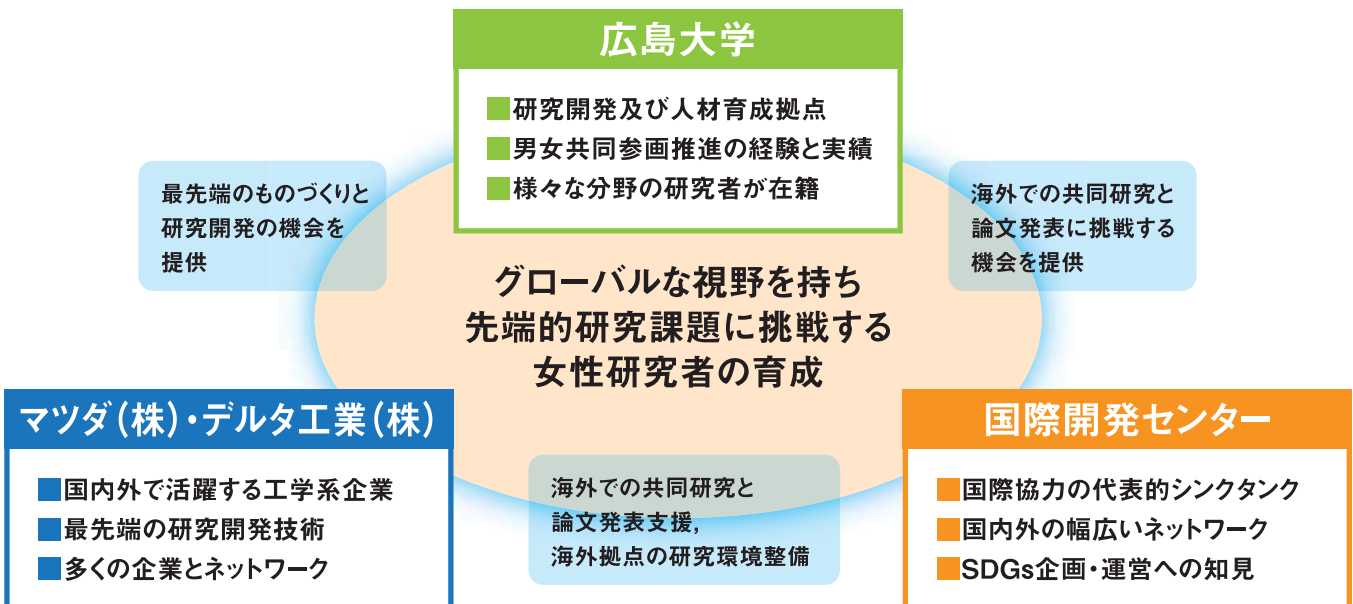 広島大学
■研究開発及び人材育成拠点
■男女共同参画推進の経験と実績
■様々な分野の研究者が在籍
最先端のものづくりと
研究開発の機会を
提供
海外での共同研究と
論文発表に挑戦する
機会を提供
グローバルな視野を持ち
先端的研究課題に挑戦する
女性研究者の育成
マツダ(株)・デルタ工業(株)
■国内外で活躍する工学系企業
■最先端の研究開発技術
■多くの企業とネットワーク
海外での共同研究と
論文発表支援,
海外拠点の研究環境整備
国際開発センター
■国際協力の代表的シンクタンク
■国内外の幅広いネットワーク
■SDGs企画・運営への知見